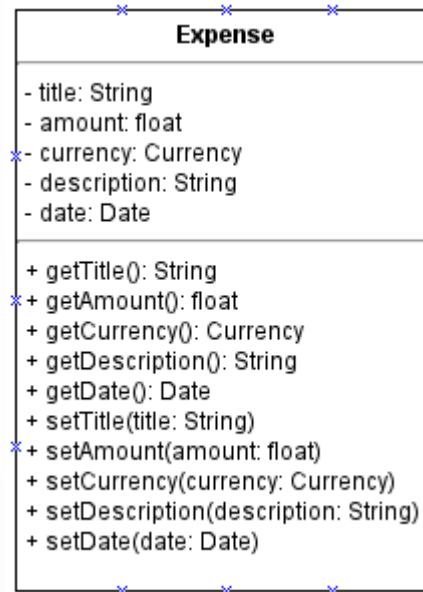 Expense
- title: String
- amount: float
- currency: Currency
- description: String
- date: Date
+ getTitle(): String
+ getAmount(): float
+ getCurrency(): Currency
+ getDescription(): String
+ getDate(): Date
+ setTitle(title: String)
+ setAmount(amount: float)
+ setCurrency(currency: Currency)
+ setDescription(description: String)
+ setDate(date: Date)